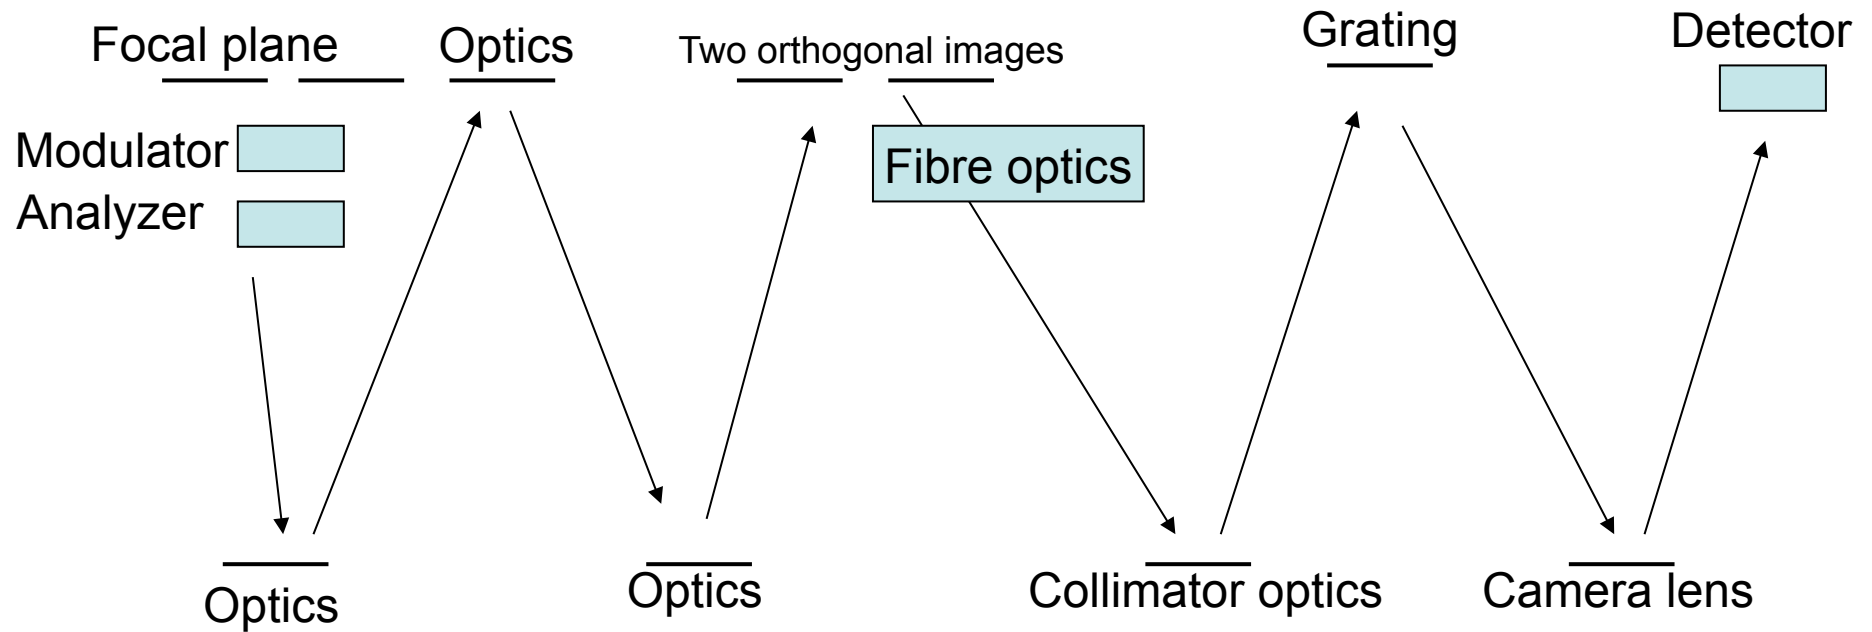 Focal plane
Optics
Two orthogonal images
Grating
Detector
Modulator
Analyzer
Fibre optics
Optics
Optics
Collimator optics
Camera lens